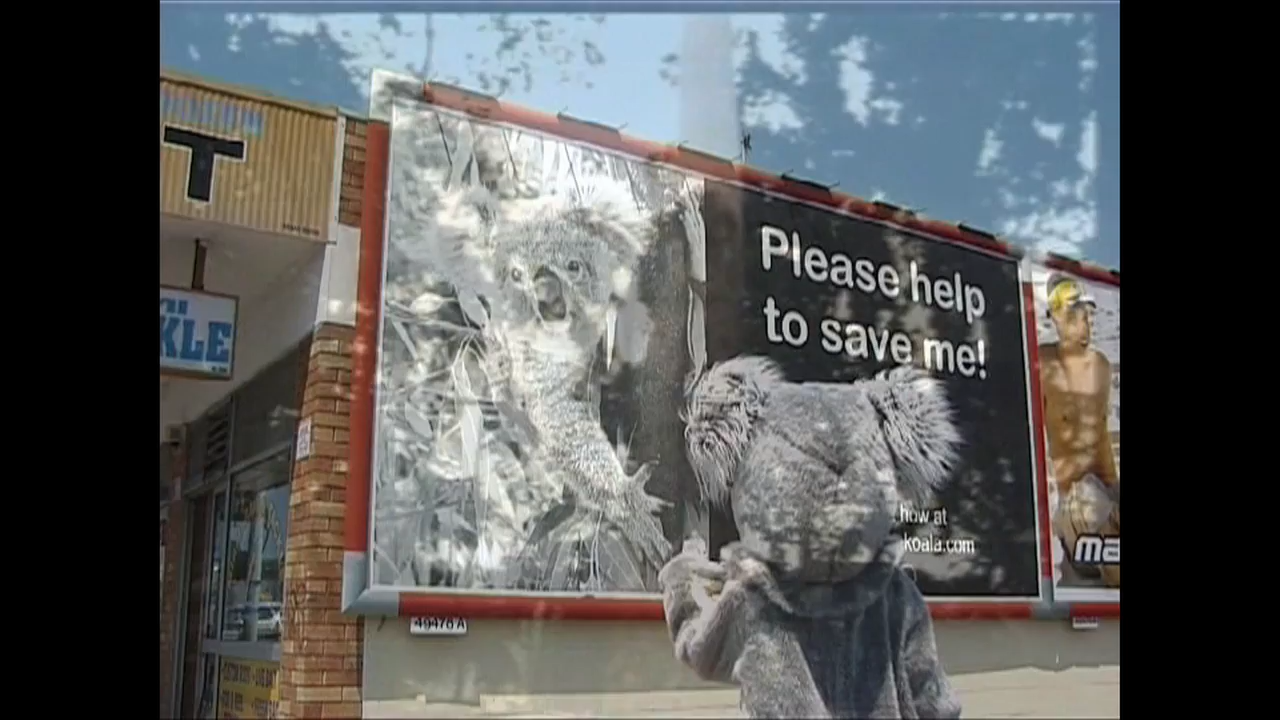 T
KLE
Please help
to save me!
how at
koala.com
49478 A
ma